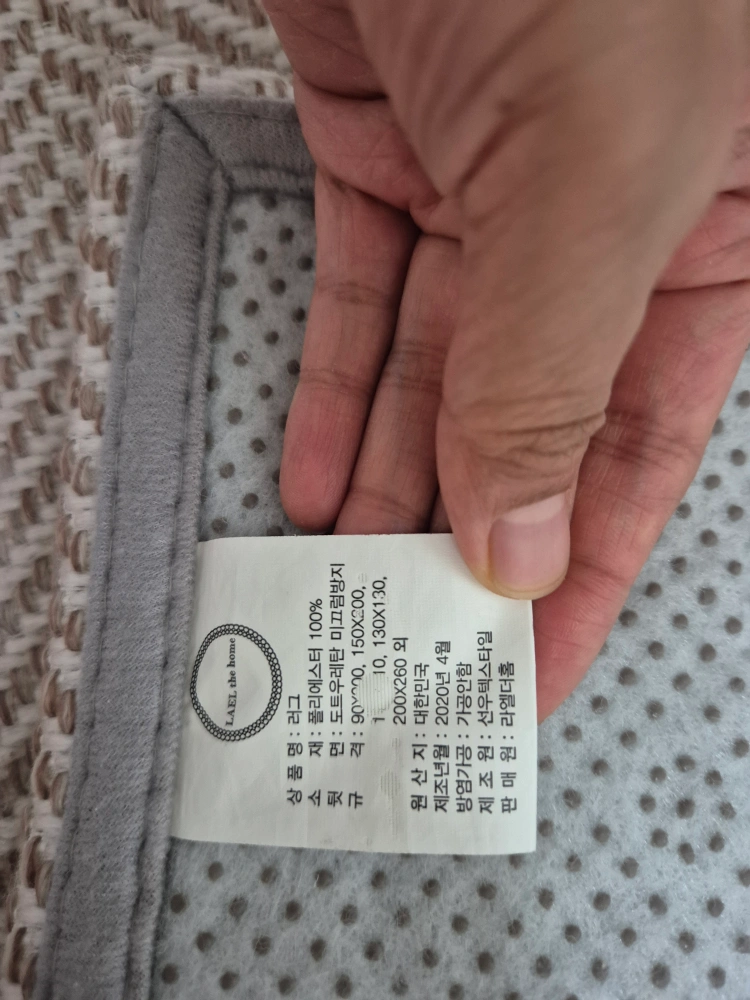 LAEL the home
상 품 명 : 러그
소 재 : 폴리에스터 100%
뒷 면 : 도트우레탄 미끄럼방지
규 격 : 90X200, 150X200,
10, 130X130,
200X260 외
원 산 지 : 대한민국
제조년월 : 2020년 4월
방염가공 : 가공안함
제 조 원 : 선우텍스타일
판 매 원 : 라엘더홈